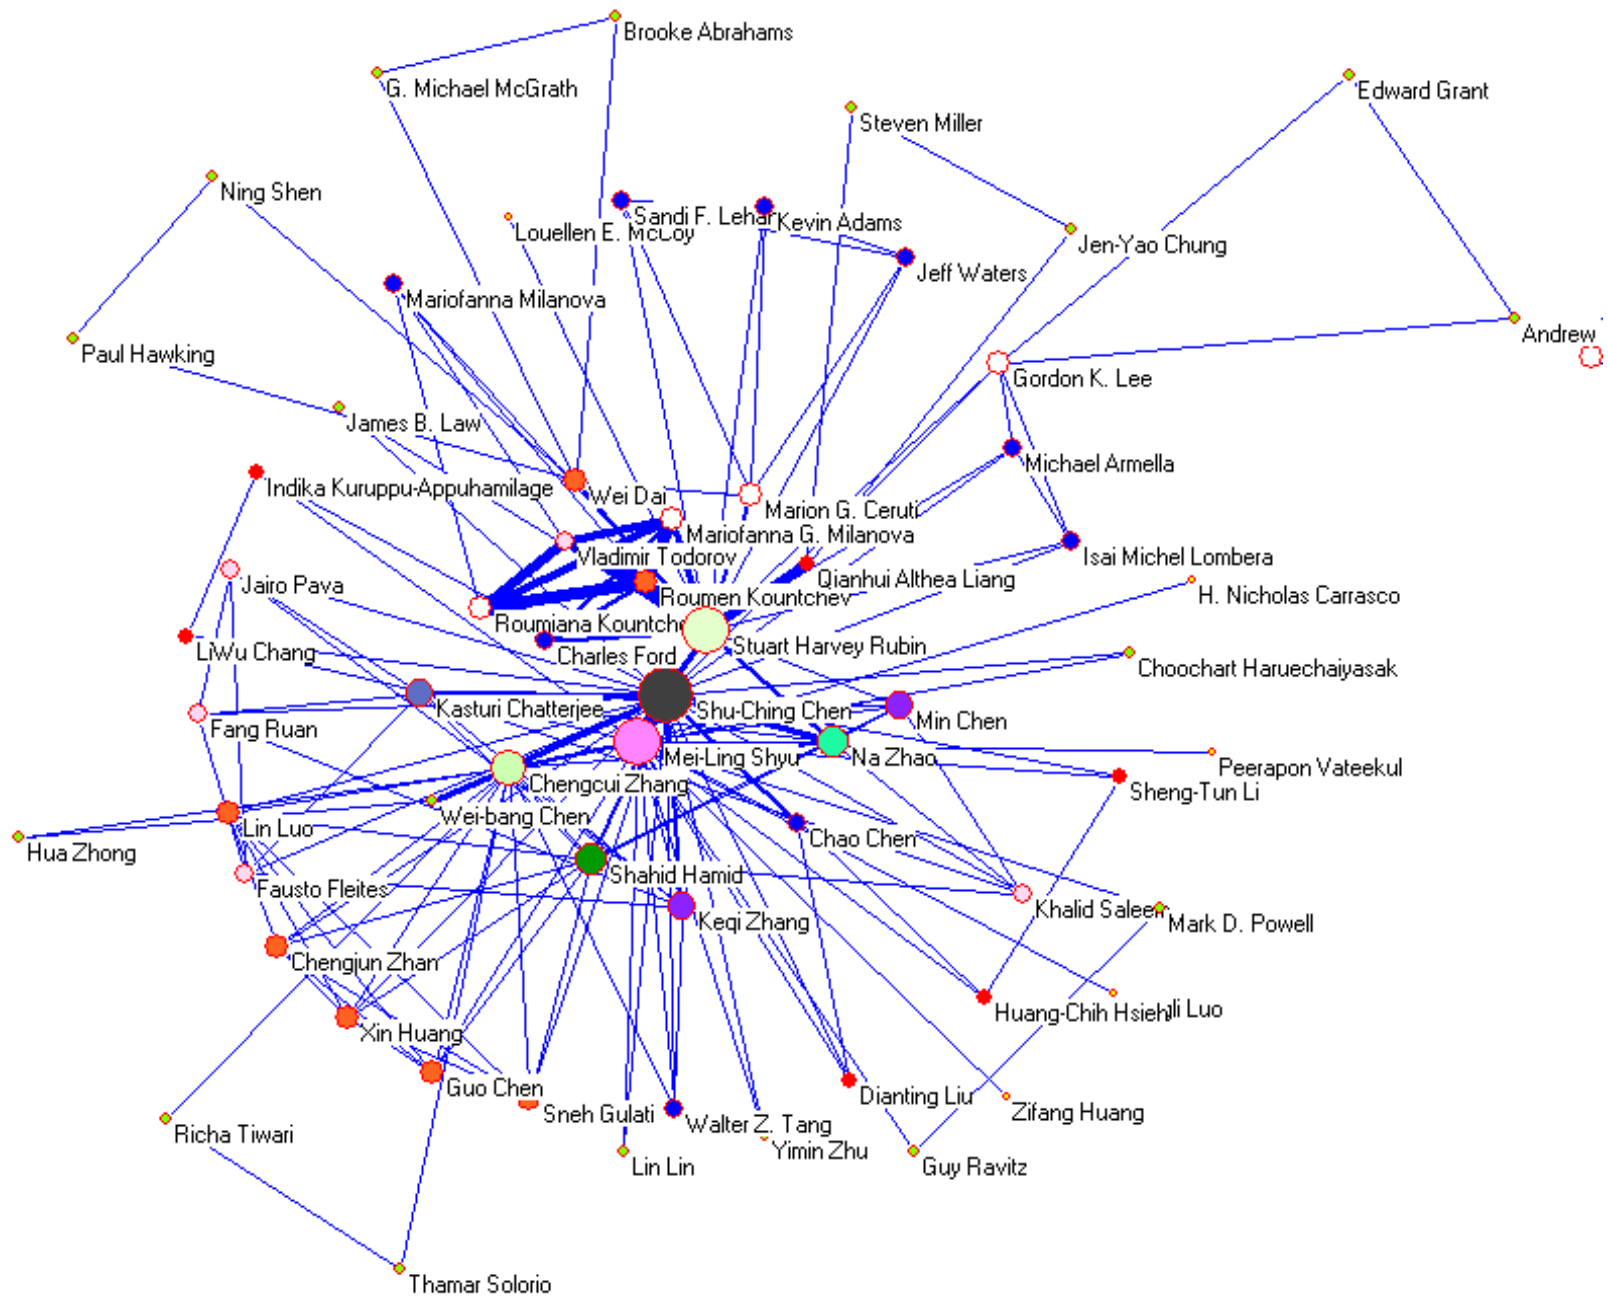 Brooke Abrahams
G. Michael McGrath
Edward Grant
Steven Miller
Ning Shen
Sandi F. Lehar
Kevin Adams
Louellen E. McCoy
Jen-Yao Chung
Jeff Waters
Mariofanna Milanova
Andrew
Paul Hawking
Gordon K. Lee
James B. Law
Michael Armella
Indika Kuruppu-Appuhamilage
Wei Dai
Marion G. Ceruti
Mariofanna G. Milanova
Vladimir Todorov
Isai Michel Lombera
Qianhui Althea Liang
Jairo Pava
Roumen Kountchev
H. Nicholas Carrasco
Roumiana Kountche
Stuart Harvey Rubin
LiWu Chang
Charles Ford
Choochart Haruechaiyasak
Kasturi Chatterjee
Shu-Ching Chen
Min Chen
Fang Ruan
Mei-Ling Shyu
Na Zhao
Peerapon Vateekul
Chengcui Zhang
Sheng-Tun Li
Wei-bang Chen
Lin Luo
Chao Chen
Hua Zhong
Shahid Hamid
Fausto Fleites
Khalid Saleem
Keqi Zhang
Mark D. Powell
Chengjun Zhan
Huang-Chih Hsieh
li Luo
Xin Huang
Guo Chen
Dianting Liu
Sneh Gulati
Zifang Huang
Walter Z. Tang
Richa Tiwari
Yimin Zhu
Lin Lin
Guy Ravitz
Thamar Solorio